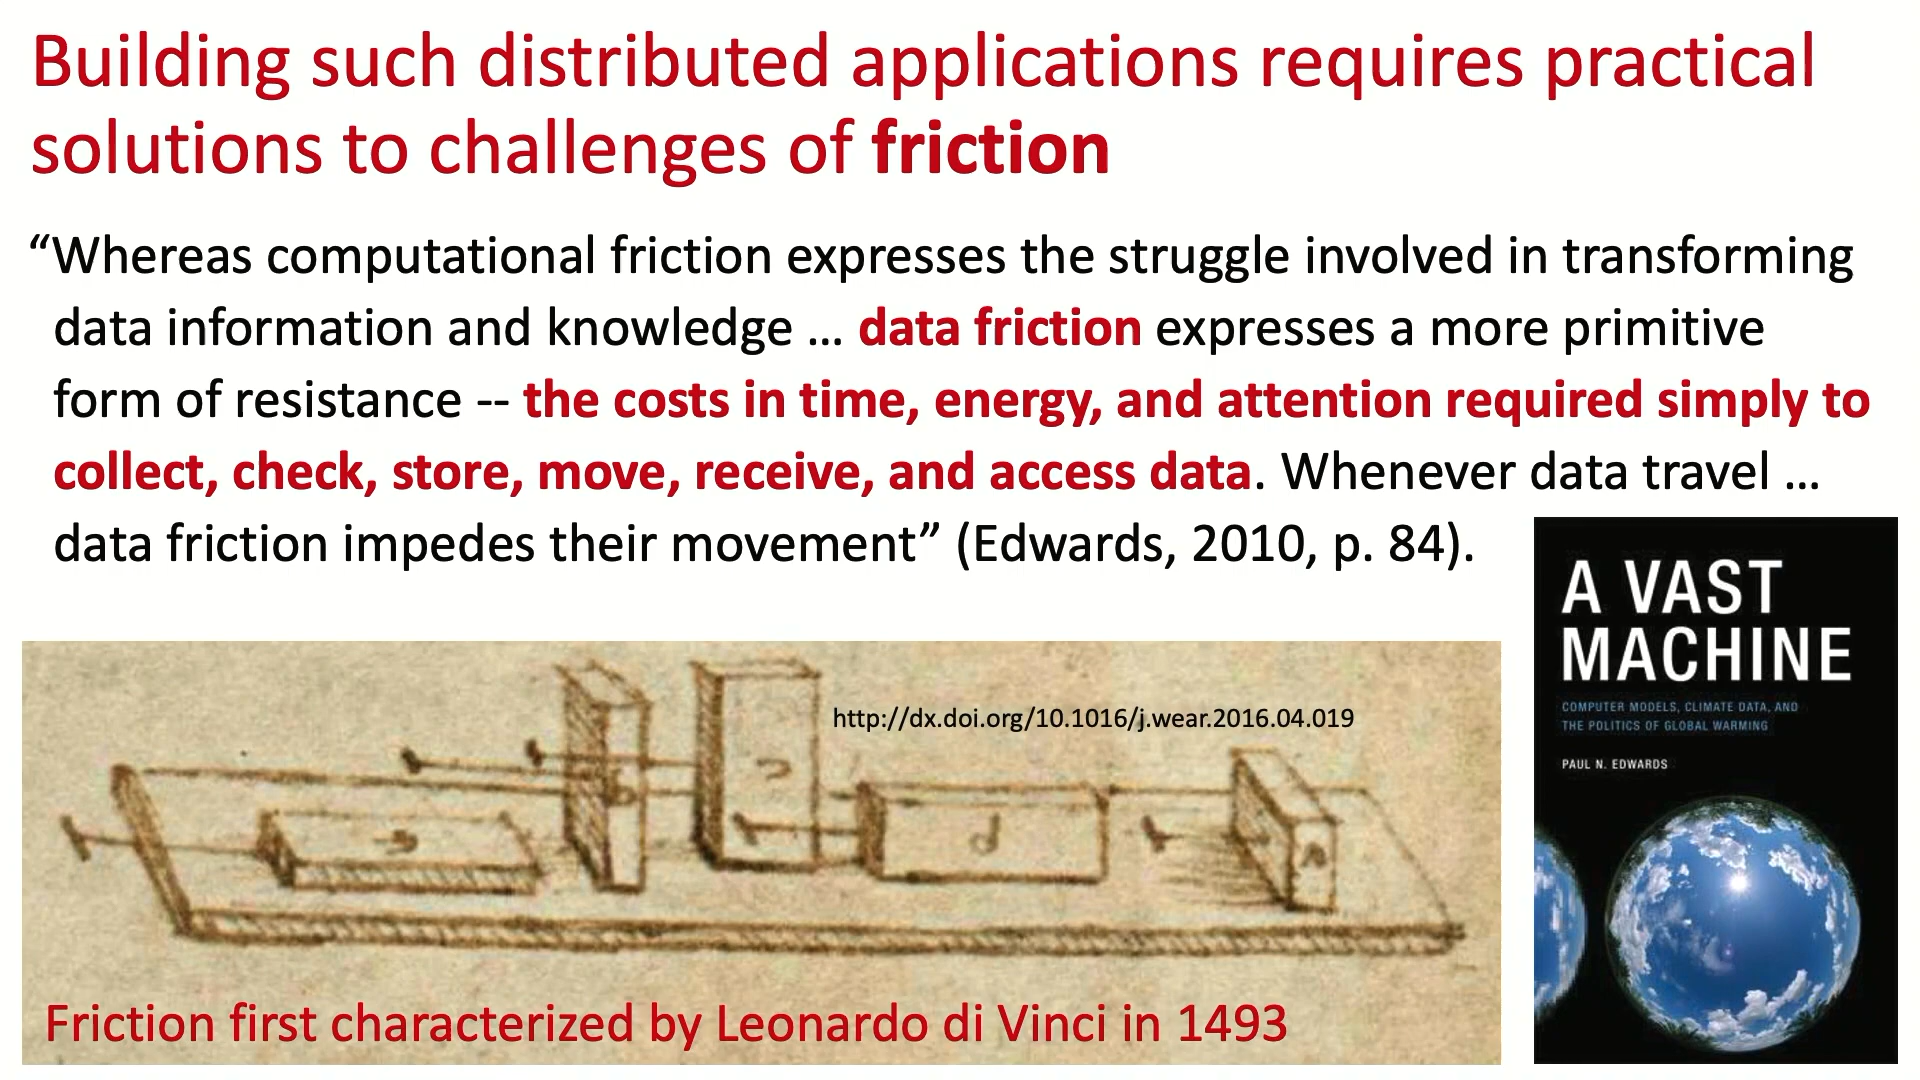 Building such distributed applications requires practical
solutions to challenges of friction
“Whereas computational friction expresses the struggle involved in transforming
data information and knowledge … data friction expresses a more primitive
form of resistance -- the costs in time, energy, and attention required simply to
collect, check, store, move, receive, and access data. Whenever data travel …
data friction impedes their movement” (Edwards, 2010, p. 84).
http://dx.doi.org/10.1016/j.wear.2016.04.019
d
Friction first characterized by Leonardo di Vinci in 1493
A VAST
MACHINE
COMPUTER MODELS, CLIMATE DATA, AND
THE POLITICS OF GLOBAL WARMING
PAUL N. EDWARDS